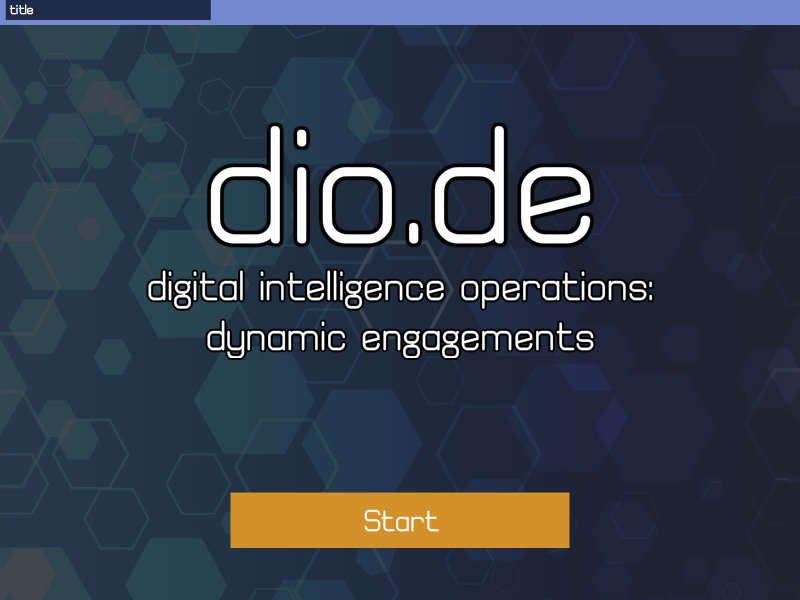 title
dio.de
digital intelligence operations:
dynamic engagements
Start